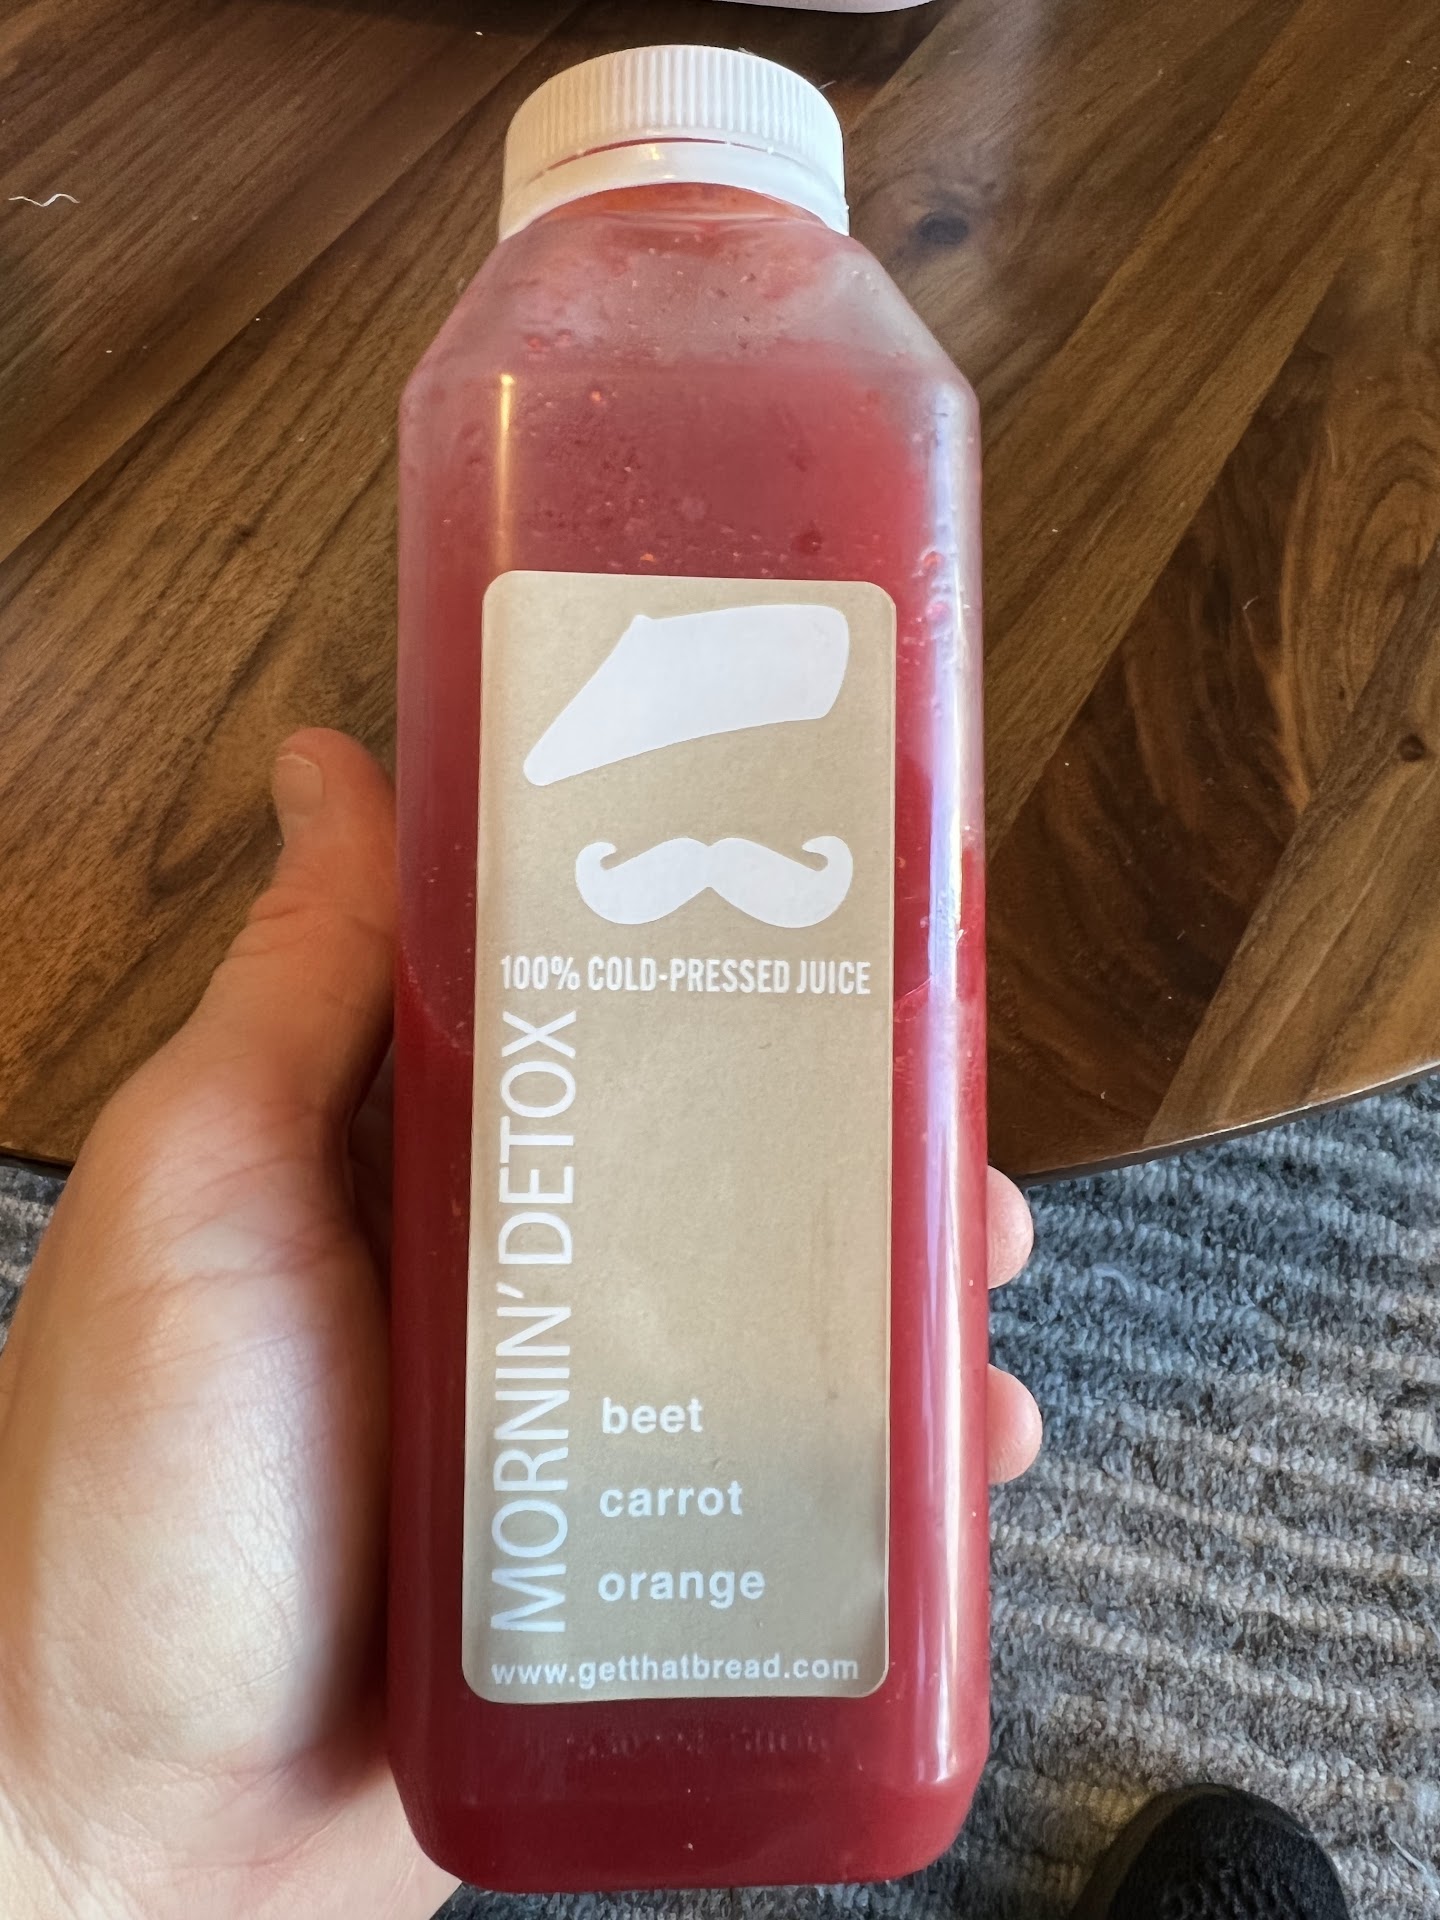 100% COLD-PRESSED JUICE
MORNIN' DETOX
beet
carrot
orange
www.getthatbread.com